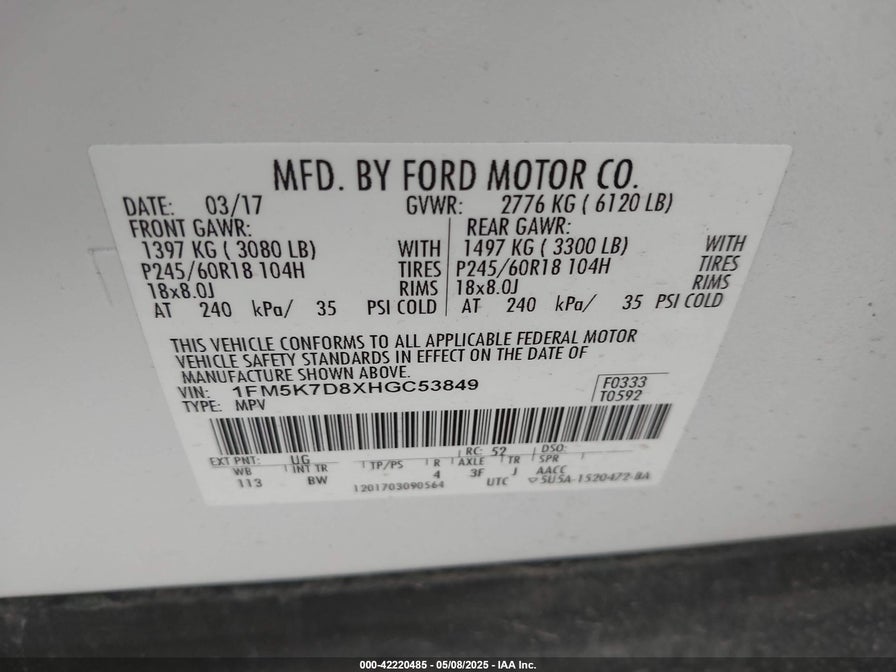 MFD. BY FORD MOTOR CO.
DATE: 03/17 GVWR: 2776 KG ( 6120 LB)
FRONT GAWR: REAR GAWR:
1397 KG ( 3080 LB) WITH 1497 KG ( 3300 LB) WITH
P245/60R18 104H TIRES P245/60R18 104H TIRES
18x8.0J RIMS 18x8.0J RIMS
AT 240 kPa/ 35 PSI COLD AT 240 kPa/ 35 PSI COLD
THIS VEHICLE CONFORMS TO ALL APPLICABLE FEDERAL MOTOR
VEHICLE SAFETY STANDARDS IN EFFECT ON THE DATE OF
MANUFACTURE SHOWN ABOVE.
VIN: 1FM5K7D8XHGC53849 F0333
TYPE: MPV T0592
EXT PNT: UG RC: 52 DSO:
WB INT TR TP/PS R AXLE TR SPR
113 BW 4 3F J AACC
1201703090564 UTC 5U5A-1520472-BA
000-42220485 - 05/08/2025 - IAA Inc.